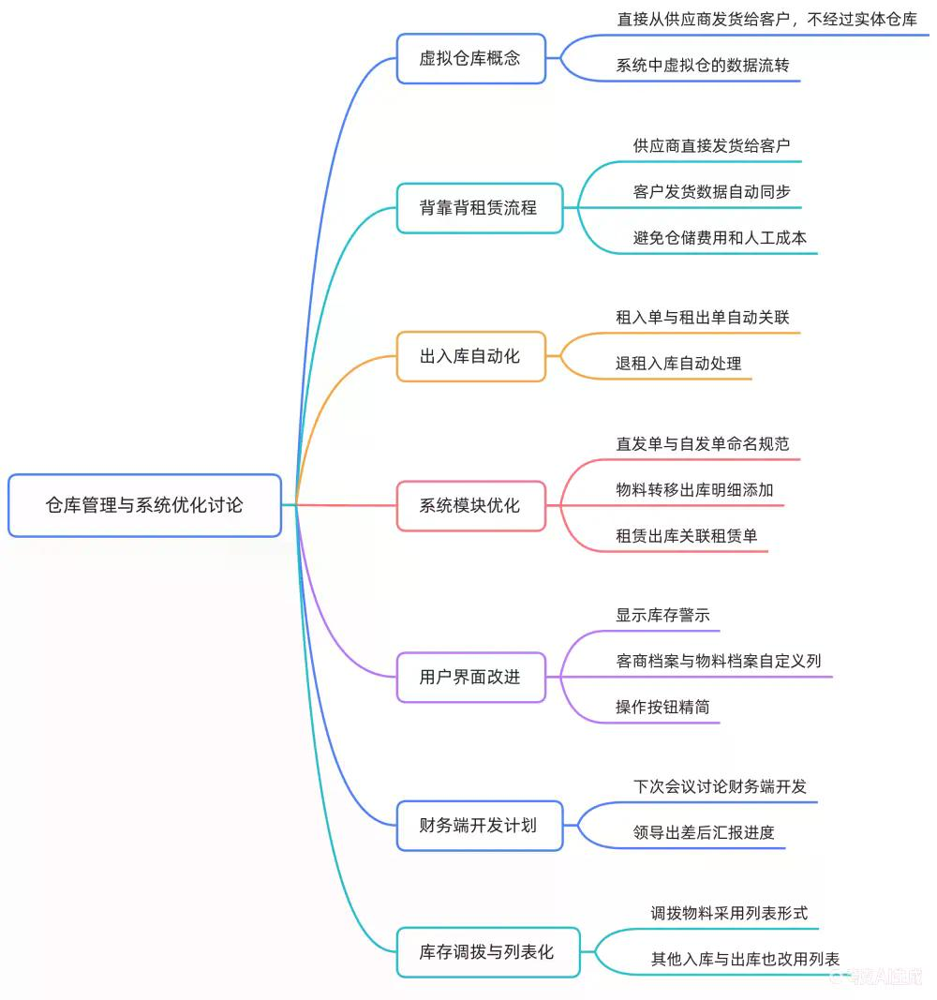 仓库管理与系统优化讨论
虚拟仓库概念
直接从供应商发货给客户，不经过实体仓库
系统中虚拟仓的数据流转
背靠背租赁流程
供应商直接发货给客户
客户发货数据自动同步
避免仓储费用和人工成本
出入库自动化
租入单与租出单自动关联
退租入库自动处理
系统模块优化
直发单与自发单命名规范
物料转移出库明细添加
租赁出库关联租赁单
用户界面改进
显示库存警示
客商档案与物料档案自定义列
操作按钮精简
财务端开发计划
下次会议讨论财务端开发
领导出差后汇报进度
库存调拨与列表化
调拨物料采用列表形式
其他入库与出库也改用列表
AI生成